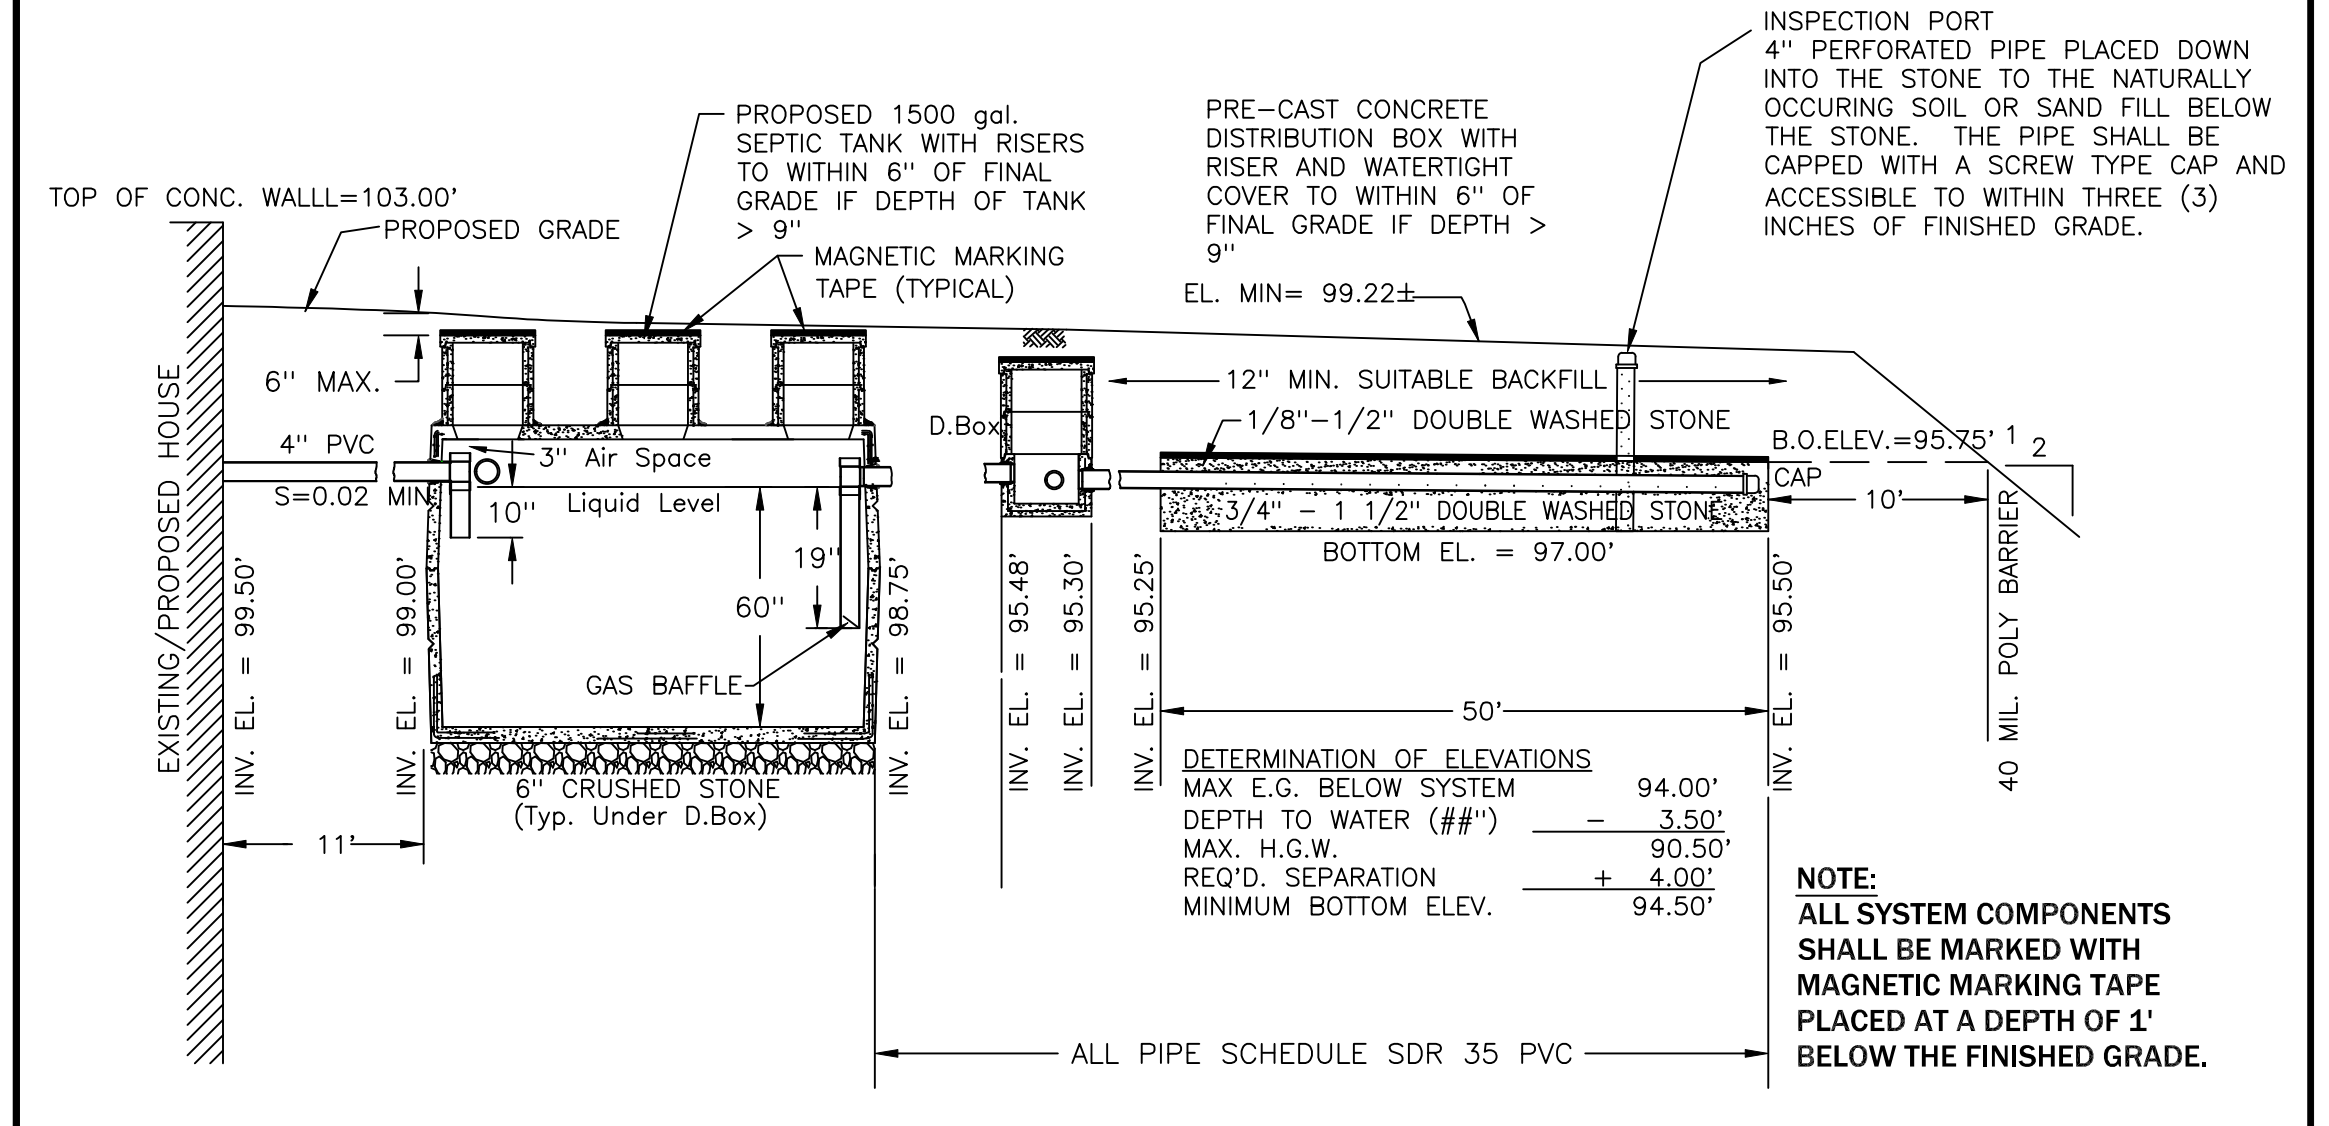 INSPECTION PORT
4" PERFORATED PIPE PLACED DOWN
INTO THE STONE TO THE NATURALLY
OCCURING SOIL OR SAND FILL BELOW
THE STONE. THE PIPE SHALL BE
CAPPED WITH A SCREW TYPE CAP AND
ACCESSIBLE TO WITHIN THREE (3)
INCHES OF FINISHED GRADE.
PROPOSED 1500 gal.
SEPTIC TANK WITH RISERS
TO WITHIN 6" OF FINAL
GRADE IF DEPTH OF TANK
> 9"
PRE-CAST CONCRETE
DISTRIBUTION BOX WITH
RISER AND WATERTIGHT
COVER TO WITHIN 6" OF
FINAL GRADE IF DEPTH >
9"
TOP OF CONC. WALLL=103.00'
PROPOSED GRADE
MAGNETIC MARKING
TAPE (TYPICAL)
EL. MIN= 99.22±
6" MAX.
12" MIN. SUITABLE BACKFILL
1/8"-1/2" DOUBLE WASHED STONE
D.Box
B.O.ELEV.=95.75'
1
2
4" PVC
S=0.02 MIN
3" Air Space
Liquid Level
10"
19"
60"
GAS BAFFLE
CAP
10'
3/4" - 1 1/2" DOUBLE WASHED STONE
BOTTOM EL. = 97.00'
EXISTING/PROPOSED HOUSE
INV. EL. = 99.50'
INV. EL. = 99.00'
INV. EL. = 98.75'
INV. EL. = 95.48'
INV. EL. = 95.30'
INV. EL. = 95.25'
INV. EL. = 95.50'
40 MIL. POLY BARRIER
50'
6" CRUSHED STONE
(Typ. Under D.Box)
11'
DETERMINATION OF ELEVATIONS
MAX E.G. BELOW SYSTEM 94.00'
DEPTH TO WATER (##") - 3.50'
MAX. H.G.W. 90.50'
REQ'D. SEPARATION + 4.00'
MINIMUM BOTTOM ELEV. 94.50'
NOTE:
ALL SYSTEM COMPONENTS
SHALL BE MARKED WITH
MAGNETIC MARKING TAPE
PLACED AT A DEPTH OF 1'
BELOW THE FINISHED GRADE.
ALL PIPE SCHEDULE SDR 35 PVC